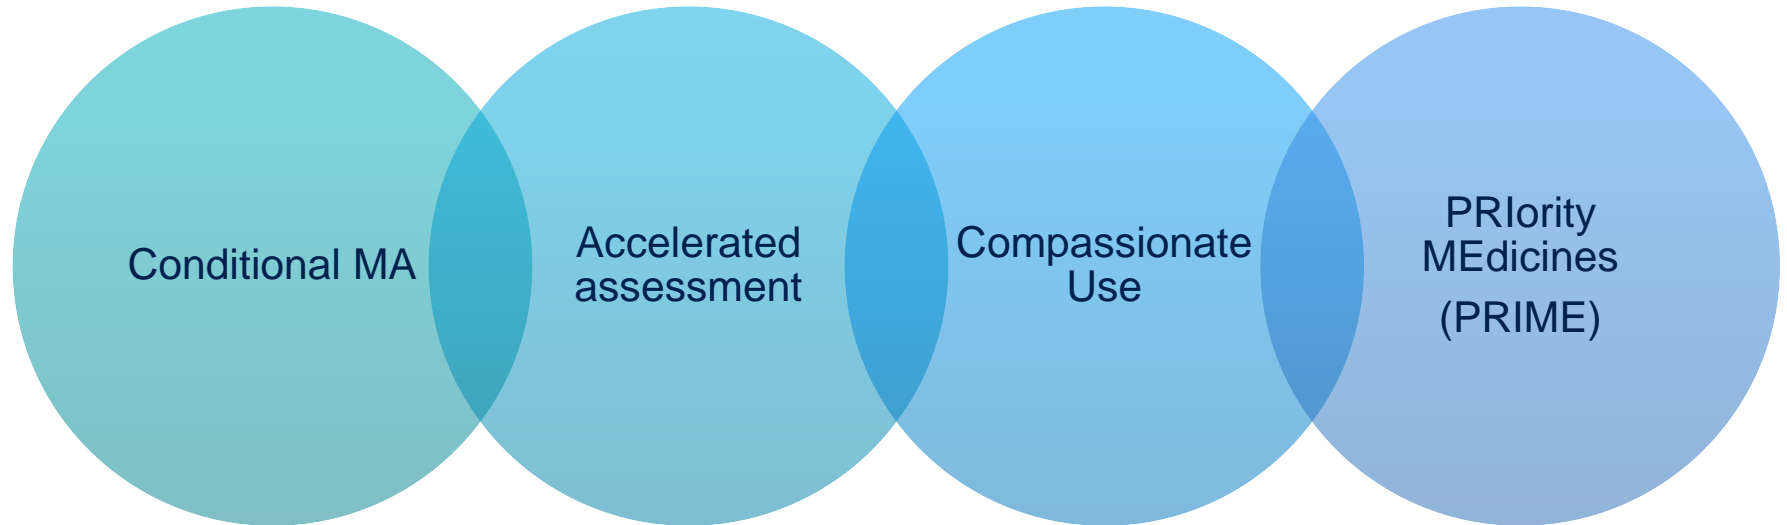 Conditional MA
Accelerated
assessment
Compassionate
Use
PRIority
MEdicines
(PRIME)